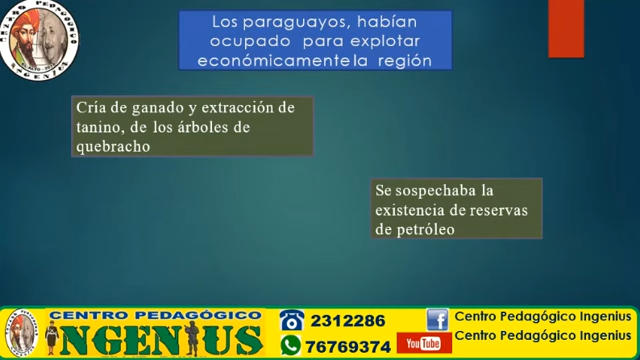 Los paraguayos, habían
ocupado para explotar
económicamente la región
Cría de ganado y extracción de
tanino, de los árboles de
quebracho
Se sospechaba la
existencia de reservas
de petróleo
CENTRO PEDAGÓGICO
INGENIUS
2312286
76769374
Centro Pedagógico Ingenius
YouTube
Centro Pedagógico Ingenius